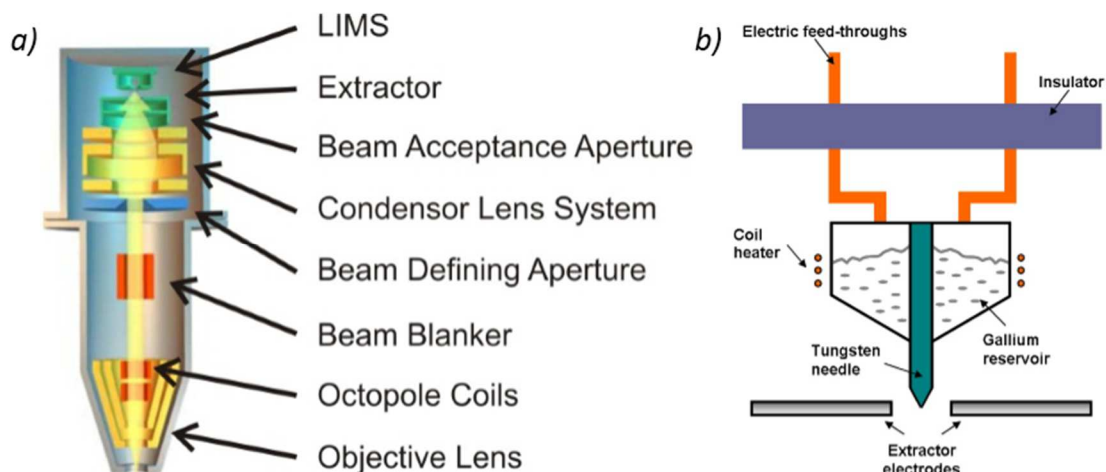 a)
LIMS
Extractor
Beam Acceptance Aperture
Condensor Lens System
Beam Defining Aperture
Beam Blanker
Octopole Coils
Objective Lens
b)
Electric feed-throughs
Insulator
Coil
heater
Gallium
reservoir
Tungsten
needle
Extractor
electrodes